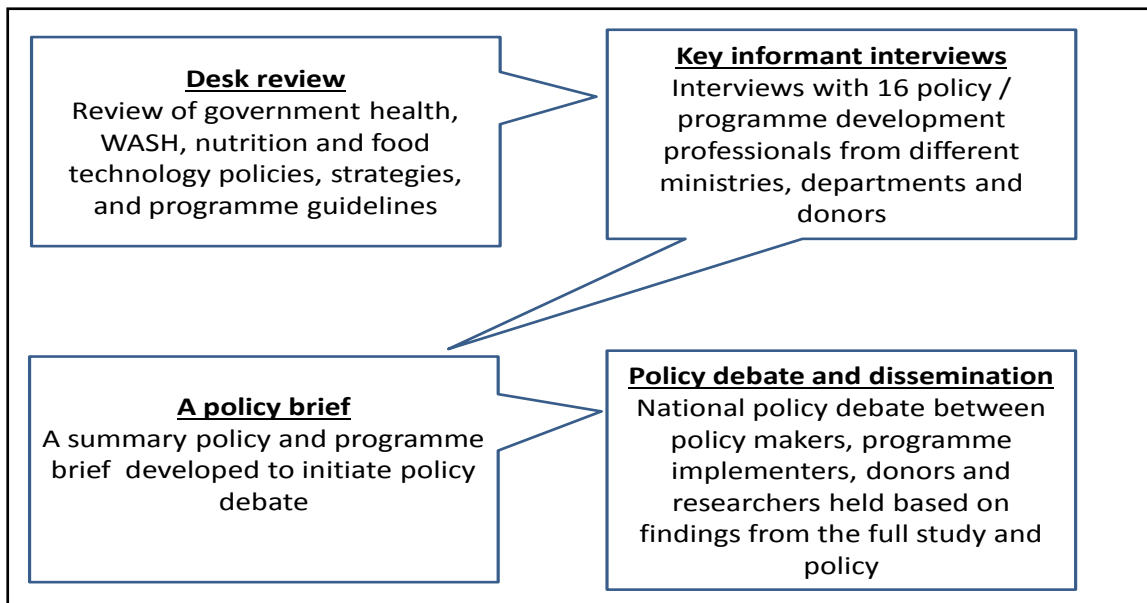 Desk review
Review of government health,
WASH, nutrition and food
technology policies, strategies,
and programme guidelines
Key informant interviews
Interviews with 16 policy /
programme development
professionals from different
ministries, departments and
donors
A policy brief
A summary policy and programme
brief developed to initiate policy
debate
Policy debate and dissemination
National policy debate between
policy makers, programme
implementers, donors and
researchers held based on
findings from the full study and
policy